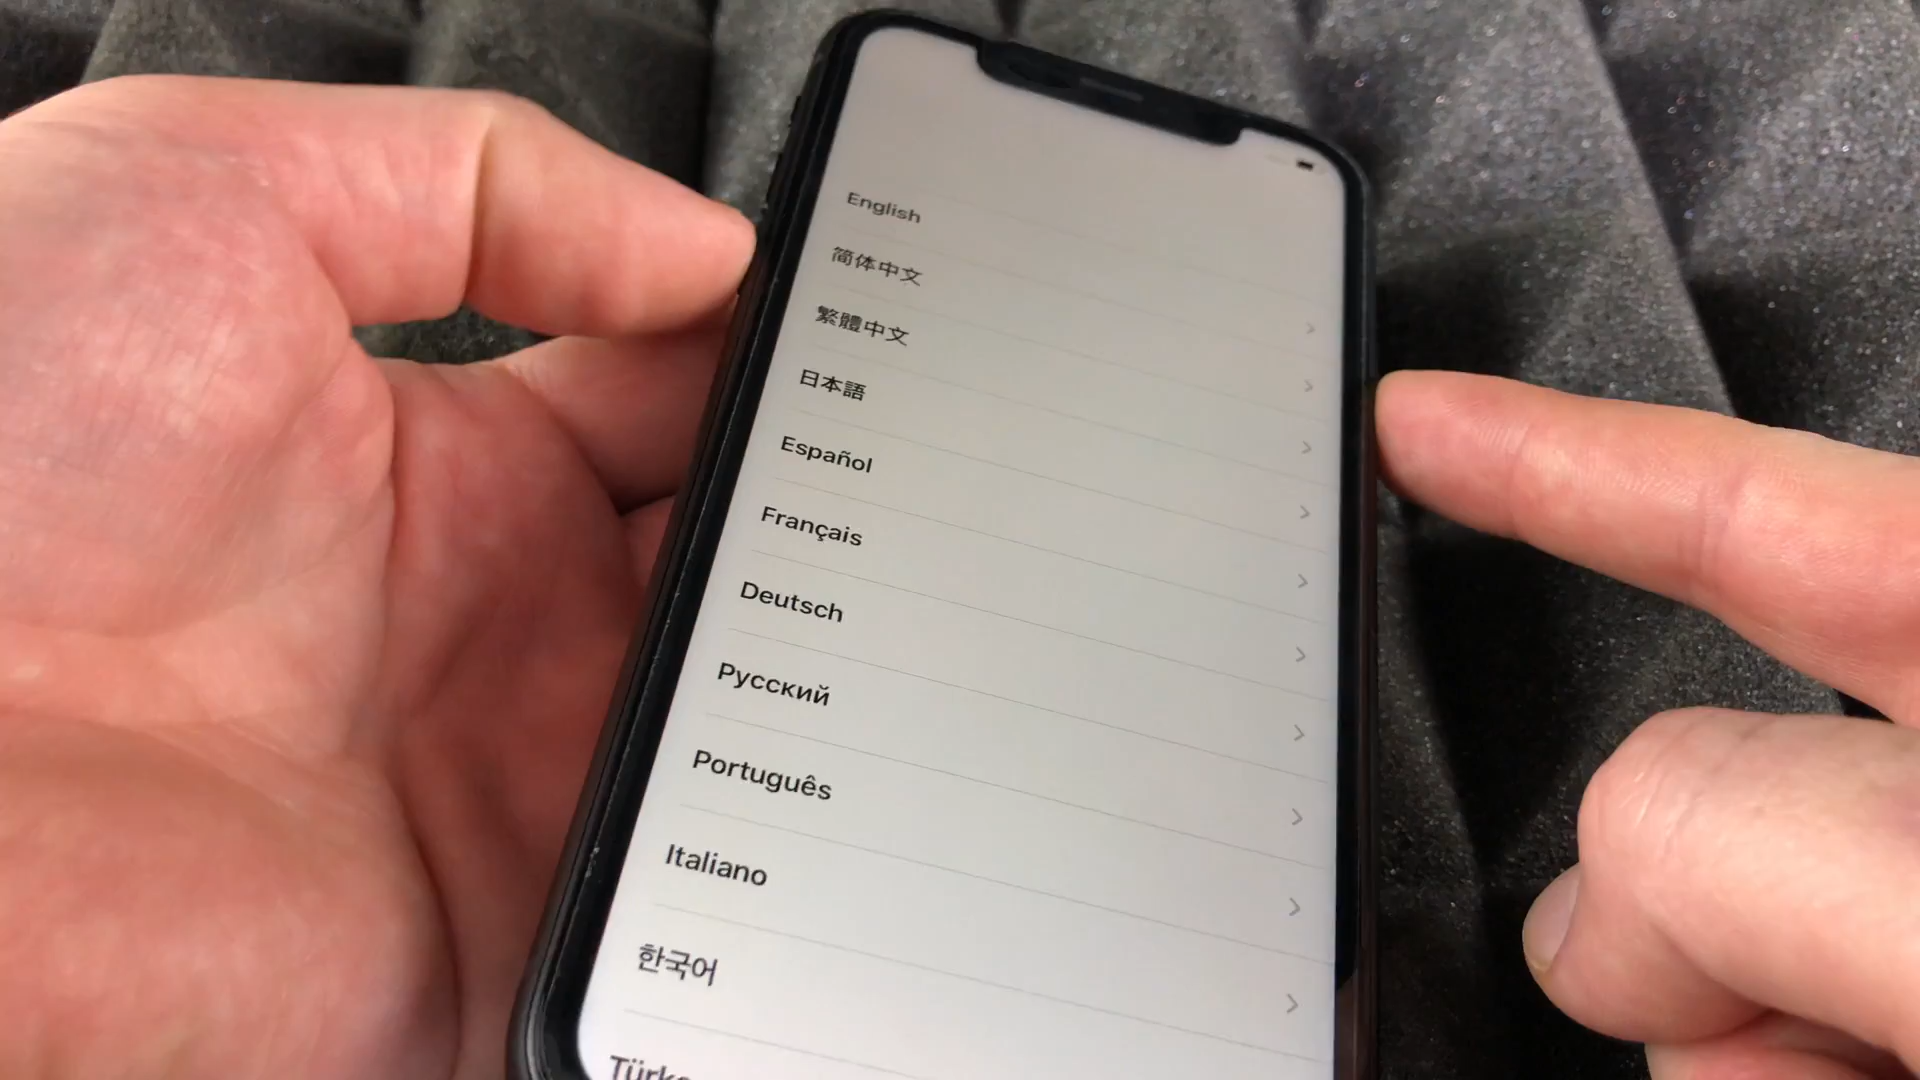 English
简体中文
繁體中文
日本語
Español
Français
Deutsch
Русский
Português
Italiano
한국어